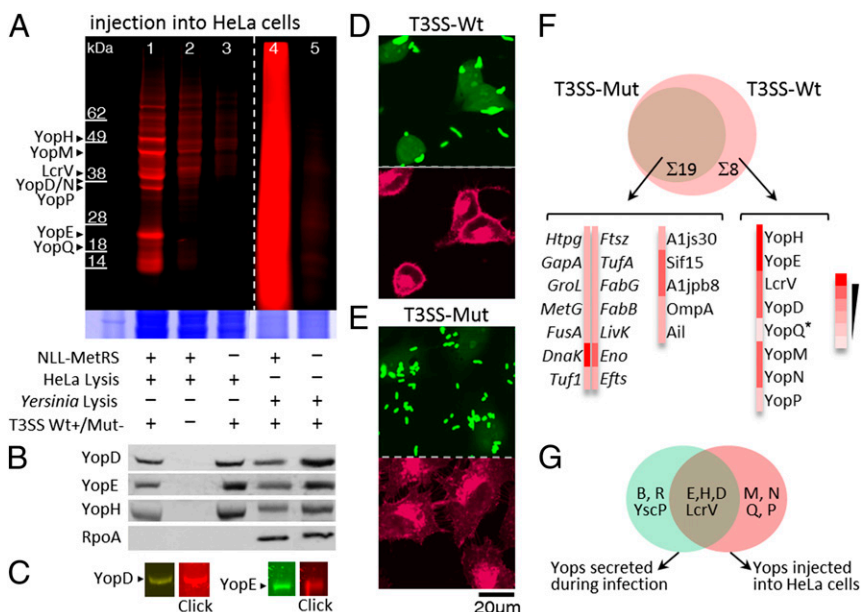 A
injection into HeLa cells
kDa
1 2 3 4 5
62
49
38
28
18
14
YopH
YopM
LcrV
YopD/N
YopP
YopE
YopQ
NLL-MetRS + + − + −
HeLa Lysis + + +
Yersinia Lysis + +
T3SS Wt+/Mut- + − + + +
B
YopD
YopE
YopH
RpoA
C
YopD
Click
YopE
Click
D
T3SS-Wt
E
T3SS-Mut
20um
F
T3SS-Mut
T3SS-Wt
Σ19
Σ8
Htpg Ftsz
GapA TufA
GroL FabG
MetG FabB
FusA LivK
DnaK Eno
Tuf1 Efts
A1js30
Sif15
A1jpb8
OmpA
Ail
YopH
YopE
LcrV
YopD
YopQ*
YopM
YopN
YopP
G
B, R
YscP
E,H,D
LcrV
M, N
Q, P
Yops secreted
during infection
Yops injected
into HeLa cells